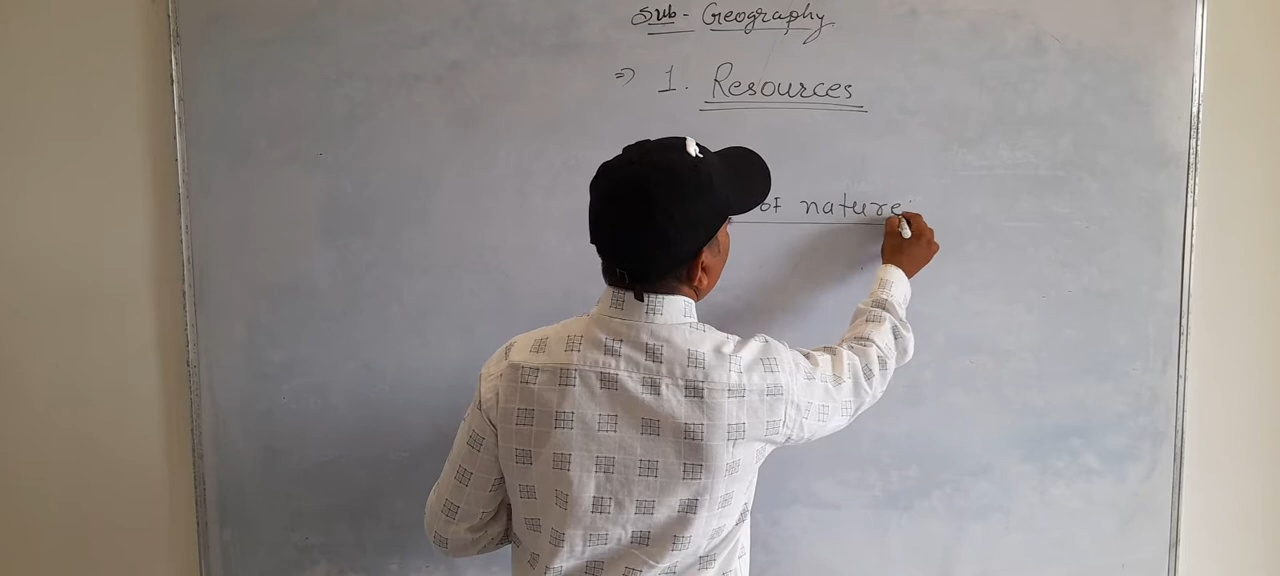 Sub - Geography
⇒ 1. Resources
of nature